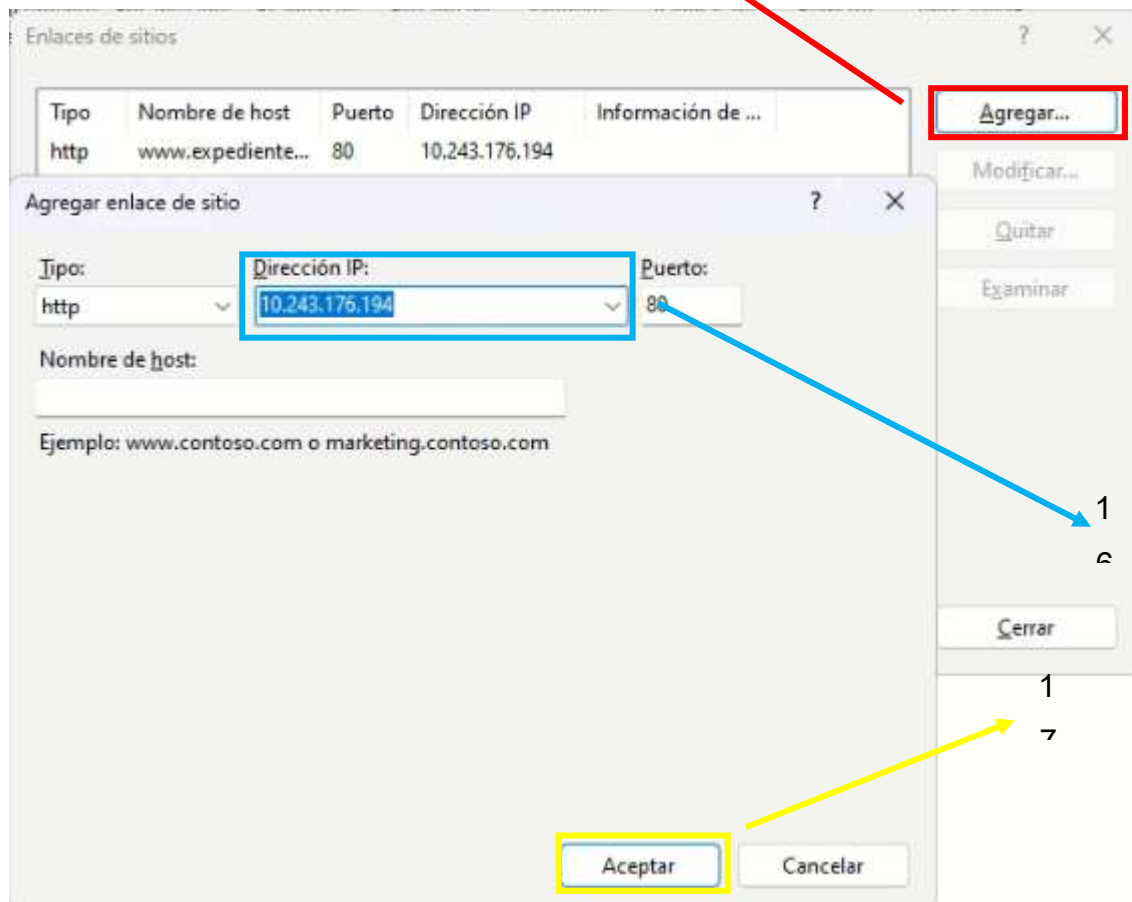 Enlaces de sitios ? ×
Tipo Nombre de host Puerto Dirección IP Información de ... Agregar...
http www.expediente... 80 10.243.176.194
Modificar...
Agregar enlace de sitio ? ×
Quitar
Tipo: Dirección IP: Puerto:
http 10.243.176.194 80
Examinar
Nombre de host:
Ejemplo: www.contoso.com o marketing.contoso.com
1
6
Cerrar
1
7
Aceptar Cancelar